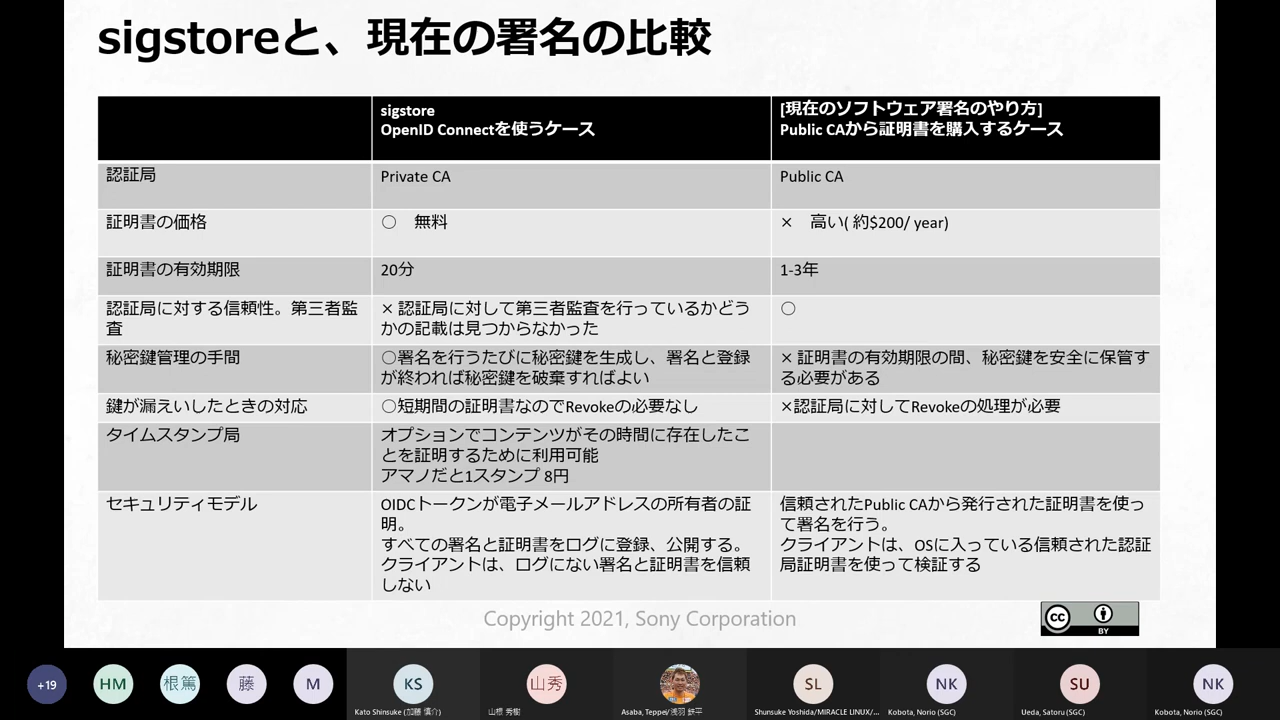 sigstoreと、現在の署名の比較
sigstore
OpenID Connectを使うケース
[現在のソフトウェア署名のやり方]
Public CAから証明書を購入するケース
認証局
Private CA
Public CA
証明書の価格
○　無料
×　高い( 約$200/ year)
証明書の有効期限
20分
1-3年
認証局に対する信頼性。第三者監
査
× 認証局に対して第三者監査を行っているかどう
かの記載は見つからなかった
○
秘密鍵管理の手間
○署名を行うたびに秘密鍵を生成し、署名と登録
が終われば秘密鍵を破棄すればよい
× 証明書の有効期限の間、秘密鍵を安全に保管す
る必要がある
鍵が漏えいしたときの対応
○短期間の証明書なのでRevokeの必要なし
×認証局に対してRevokeの処理が必要
タイムスタンプ局
オプションでコンテンツがその時間に存在したこ
とを証明するために利用可能
アマノだと1スタンプ 8円
セキュリティモデル
OIDCトークンが電子メールアドレスの所有者の証
明。
すべての署名と証明書をログに登録、公開する。
クライアントは、ログにない署名と証明書を信頼
しない
信頼されたPublic CAから発行された証明書を使っ
て署名を行う。
クライアントは、OSに入っている信頼された認証
局証明書を使って検証する
Copyright 2021, Sony Corporation
cc
BY
+19
HM
根篤
藤
M
KS
山秀
SL
NK
SU
NK
Kato Shinsuke (加藤 慎介)
山根 秀樹
Asaba, Teppei/浅羽 鉄平
Shunsuke Yoshida/MIRACLE LINUX/...
Kobota, Norio (SGC)
Ueda, Satoru (SGC)
Kobota, Norio (SGC)